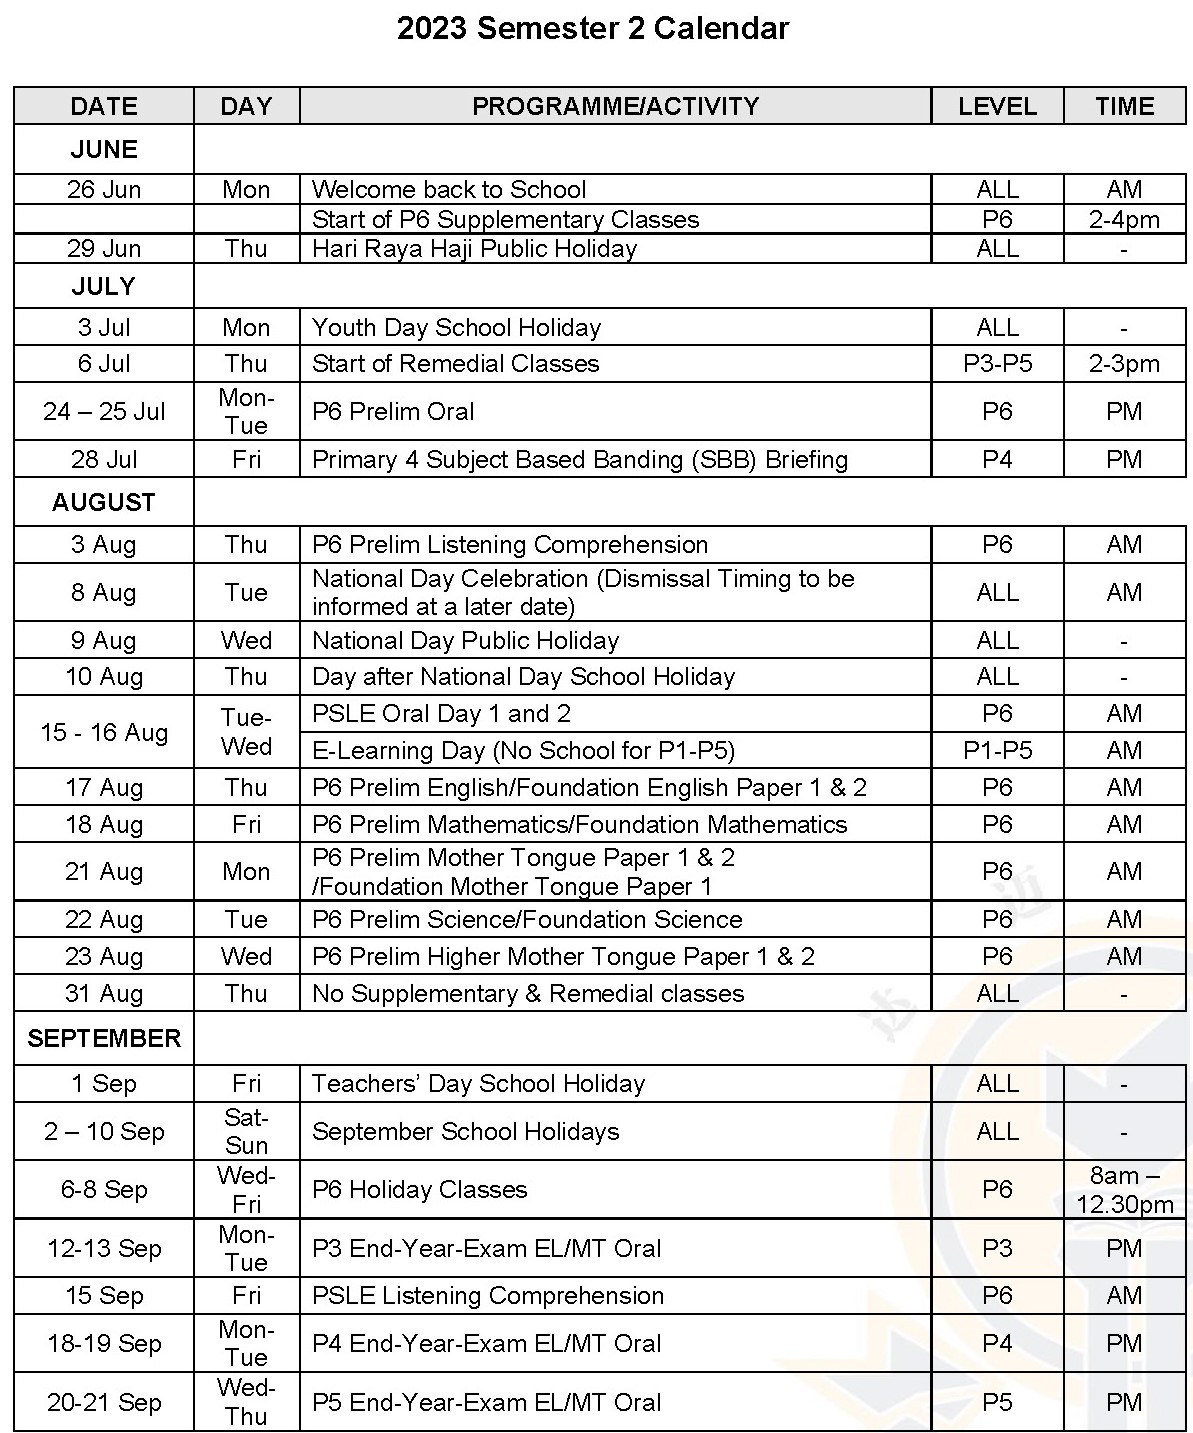 2023 Semester 2 Calendar
DATE DAY PROGRAMME/ACTIVITY LEVEL TIME
JUNE
26 Jun Mon Welcome back to School ALL AM
Start of P6 Supplementary Classes P6 2-4pm
29 Jun Thu Hari Raya Haji Public Holiday ALL -
JULY
3 Jul Mon Youth Day School Holiday ALL -
6 Jul Thu Start of Remedial Classes P3-P5 2-3pm
24 – 25 Jul Mon-
Tue P6 Prelim Oral P6 PM
28 Jul Fri Primary 4 Subject Based Banding (SBB) Briefing P4 PM
AUGUST
3 Aug Thu P6 Prelim Listening Comprehension P6 AM
8 Aug Tue National Day Celebration (Dismissal Timing to be
informed at a later date) ALL AM
9 Aug Wed National Day Public Holiday ALL -
10 Aug Thu Day after National Day School Holiday ALL -
15 - 16 Aug Tue-
Wed PSLE Oral Day 1 and 2 P6 AM
E-Learning Day (No School for P1-P5) P1-P5 AM
17 Aug Thu P6 Prelim English/Foundation English Paper 1 & 2 P6 AM
18 Aug Fri P6 Prelim Mathematics/Foundation Mathematics P6 AM
21 Aug Mon P6 Prelim Mother Tongue Paper 1 & 2
/Foundation Mother Tongue Paper 1 P6 AM
22 Aug Tue P6 Prelim Science/Foundation Science P6 AM
23 Aug Wed P6 Prelim Higher Mother Tongue Paper 1 & 2 P6 AM
31 Aug Thu No Supplementary & Remedial classes ALL -
SEPTEMBER
1 Sep Fri Teachers’ Day School Holiday ALL -
2 – 10 Sep Sat-
Sun September School Holidays ALL -
6-8 Sep Wed-
Fri P6 Holiday Classes P6 8am –
12.30pm
12-13 Sep Mon-
Tue P3 End-Year-Exam EL/MT Oral P3 PM
15 Sep Fri PSLE Listening Comprehension P6 AM
18-19 Sep Mon-
Tue P4 End-Year-Exam EL/MT Oral P4 PM
20-21 Sep Wed-
Thu P5 End-Year-Exam EL/MT Oral P5 PM